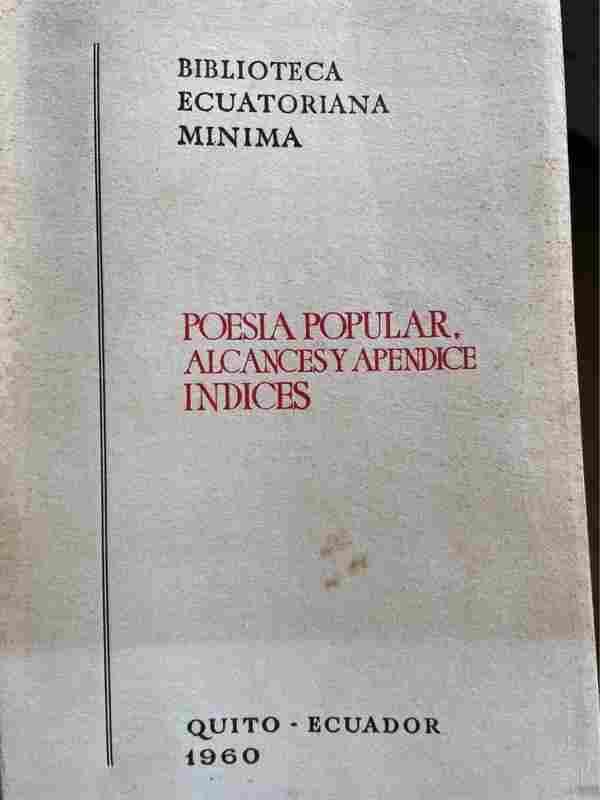 BIBLIOTECA
ECUATORIANA
MINIMA
POESIA POPULAR,
ALCANCES Y APENDICE
INDICES
QUITO - ECUADOR
1960